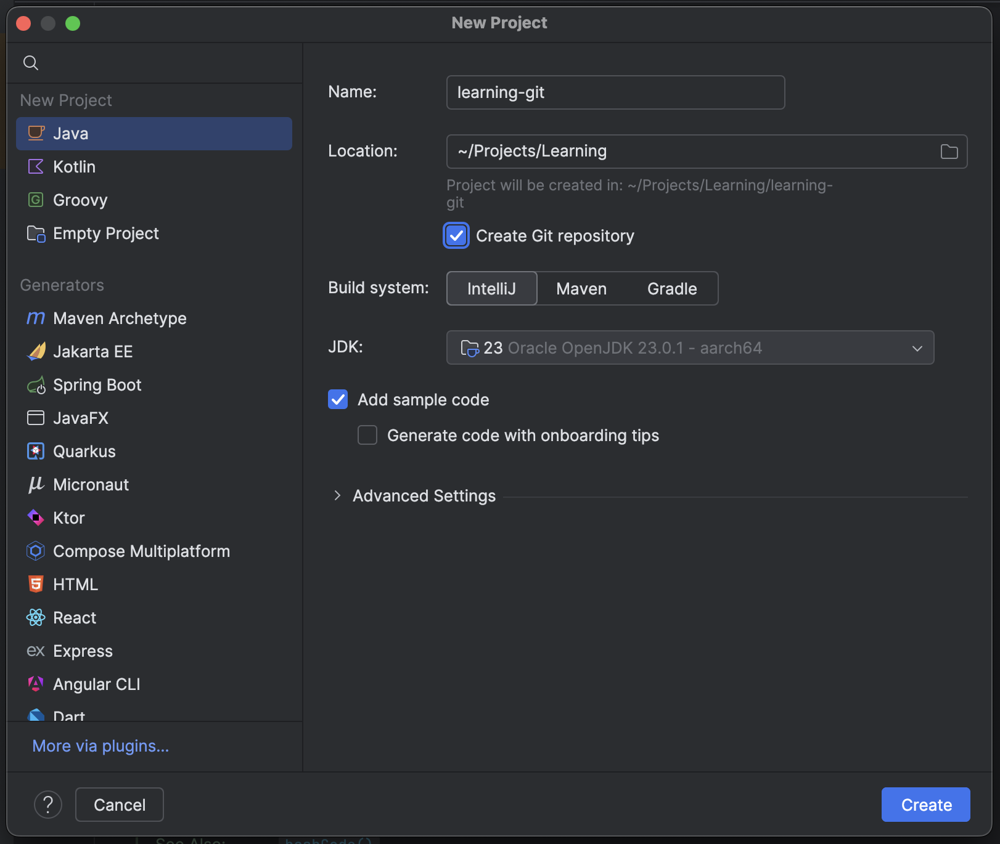 New Project
New Project
Java
Kotlin
Groovy
Empty Project
Generators
Maven Archetype
Jakarta EE
Spring Boot
JavaFX
Quarkus
Micronaut
Ktor
Compose Multiplatform
HTML
React
Express
Angular CLI
Dart
More via plugins...
Name:
learning-git
Location:
~/Projects/Learning
Project will be created in: ~/Projects/Learning/learning-
git
Create Git repository
Build system:
IntelliJ Maven Gradle
JDK:
23 Oracle OpenJDK 23.0.1 - aarch64
Add sample code
Generate code with onboarding tips
Advanced Settings
? Cancel
Create
See Also: hashCode()